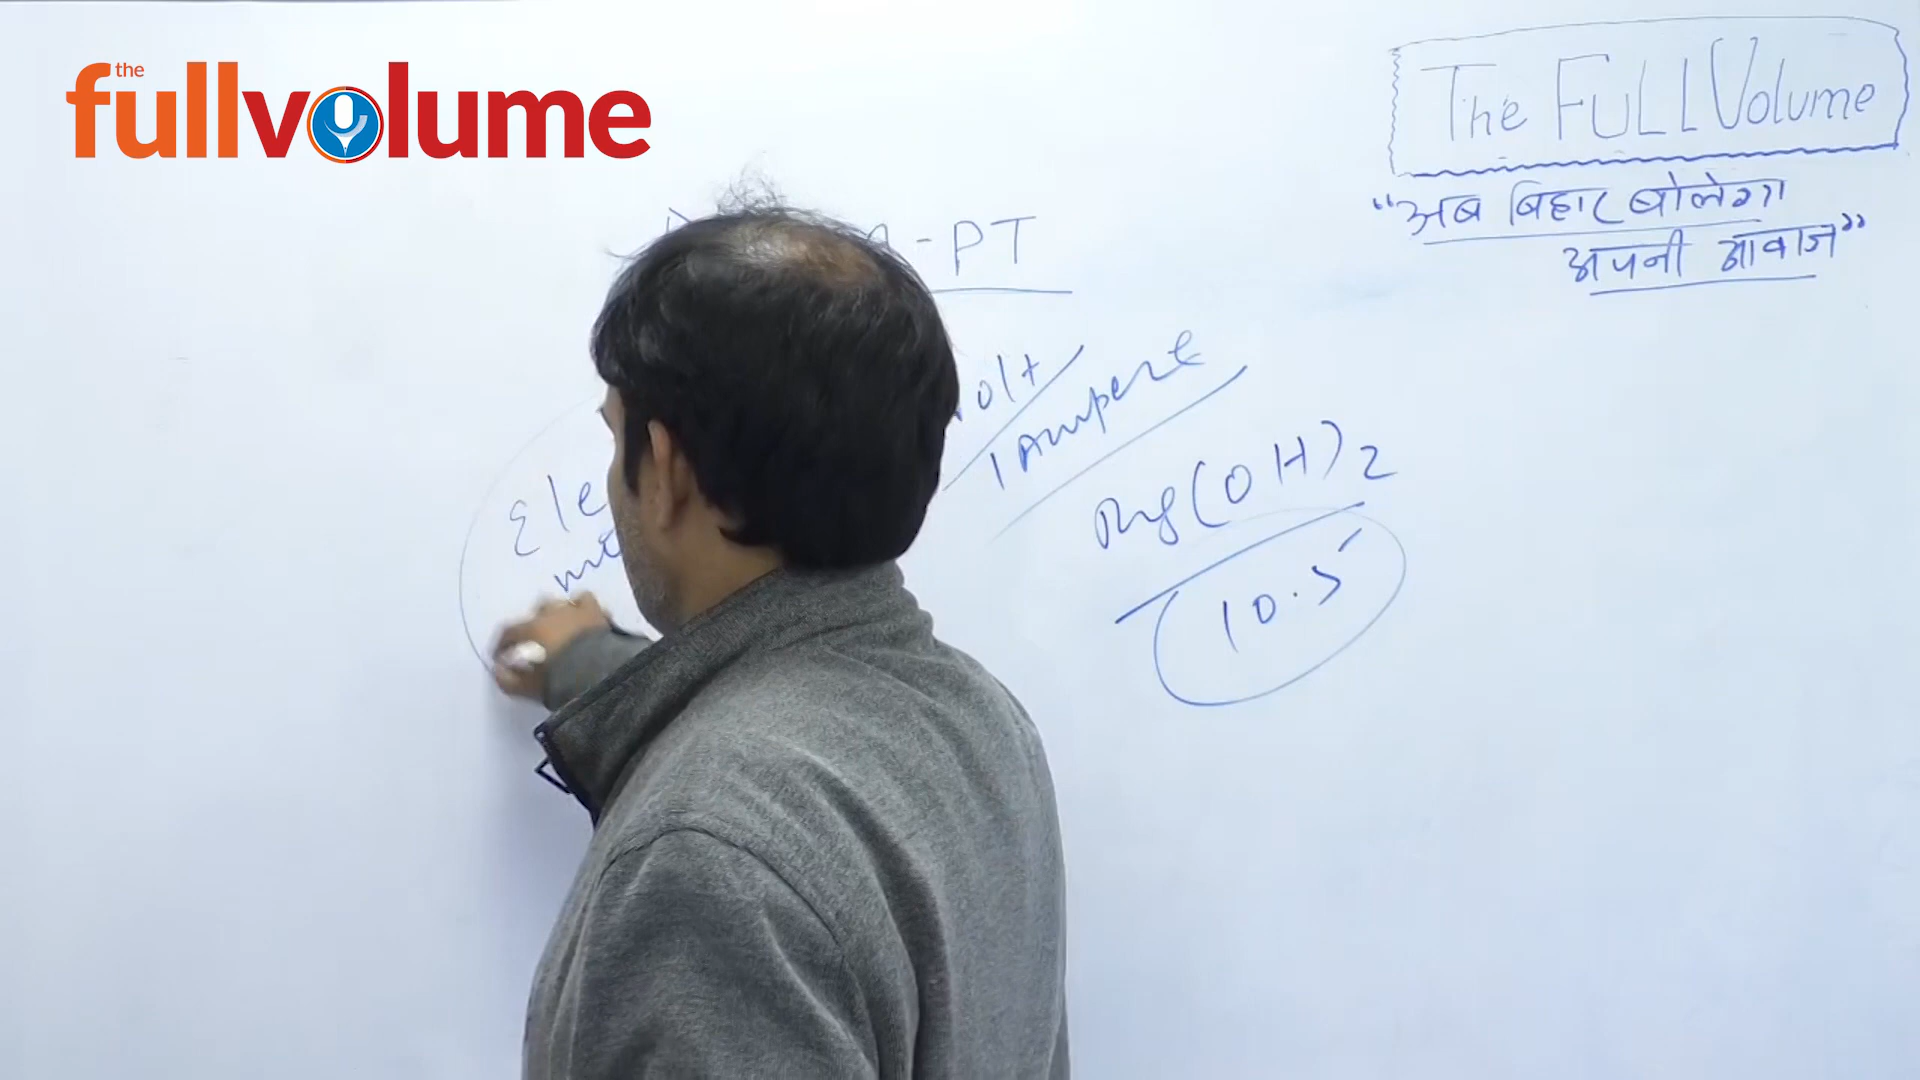 the
fullvolume
The FULL Volume
"अब बिहार बोलेगा
अपनी आवाज"
-PT
olt
1 Ampere
Mg(OH)2
10.5
Ele